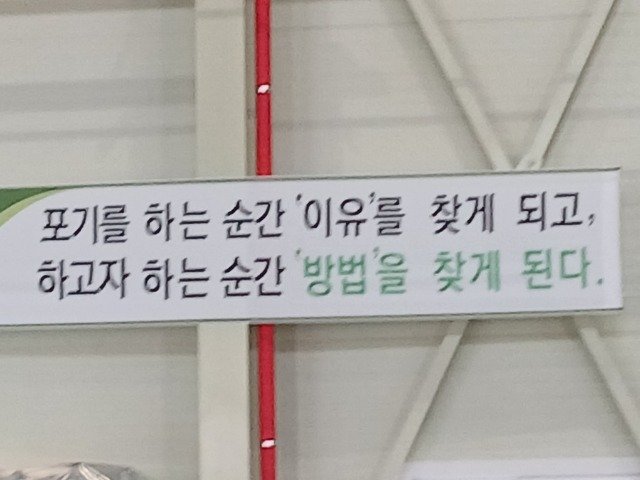 포기를 하는 순간 '이유'를 찾게 되고,
하고자 하는 순간 '방법'을 찾게 된다.